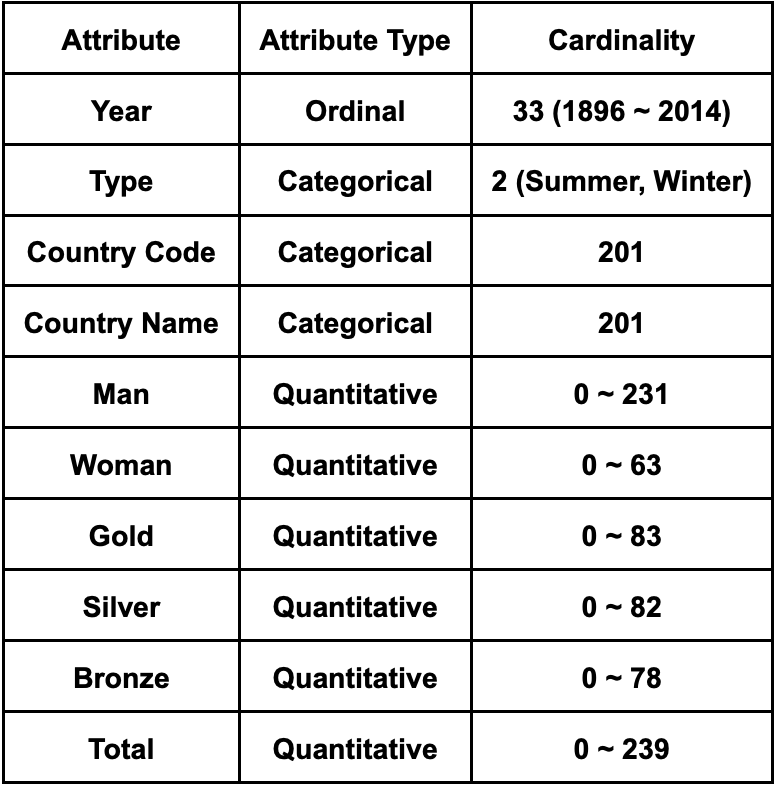 Attribute Attribute Type Cardinality
Year Ordinal 33 (1896 ~ 2014)
Type Categorical 2 (Summer, Winter)
Country Code Categorical 201
Country Name Categorical 201
Man Quantitative 0 ~ 231
Woman Quantitative 0 ~ 63
Gold Quantitative 0 ~ 83
Silver Quantitative 0 ~ 82
Bronze Quantitative 0 ~ 78
Total Quantitative 0 ~ 239